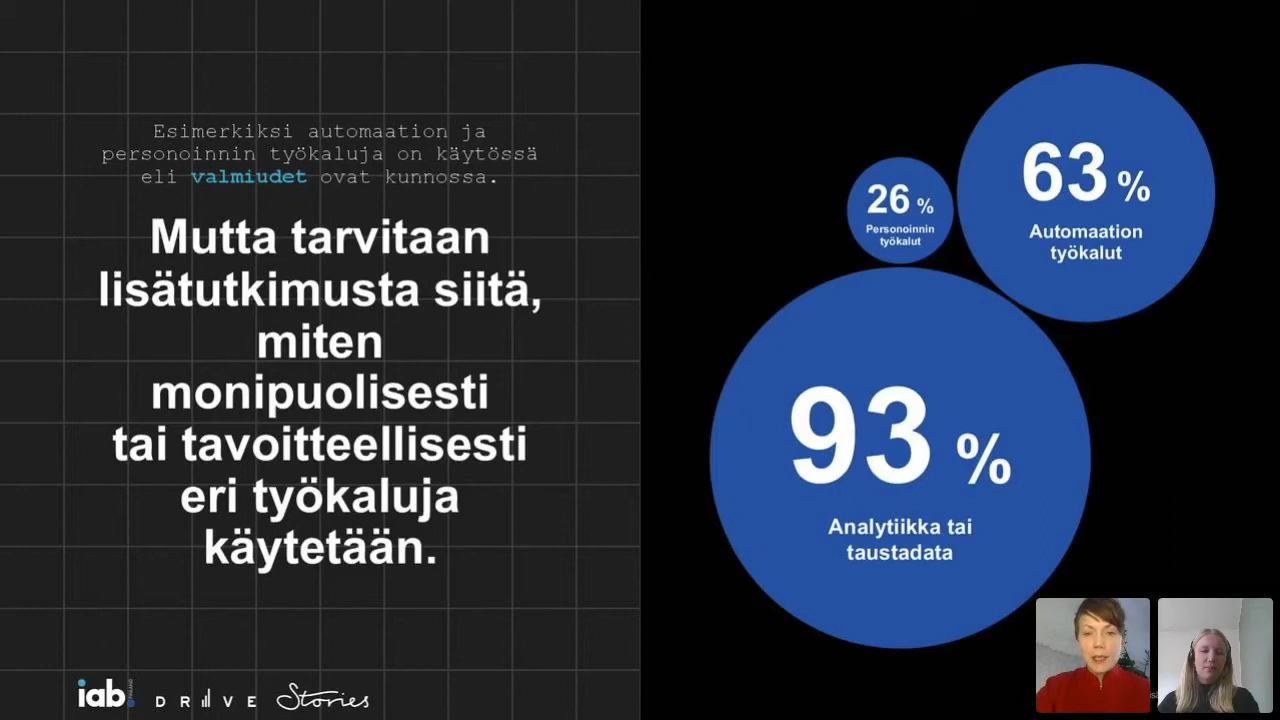 Esimerkiksi automaation ja
personoinnin työkaluja on käytössä
eli valmiudet ovat kunnossa.
Mutta tarvitaan
lisätutkimusta siitä,
miten
monipuolisesti
tai tavoitteellisesti
eri työkaluja
käytetään.
26 %
Personoinnin
työkalut
63 %
Automaation
työkalut
93 %
Analytiikka tai
taustadata
iab.
DRIVE
Stories